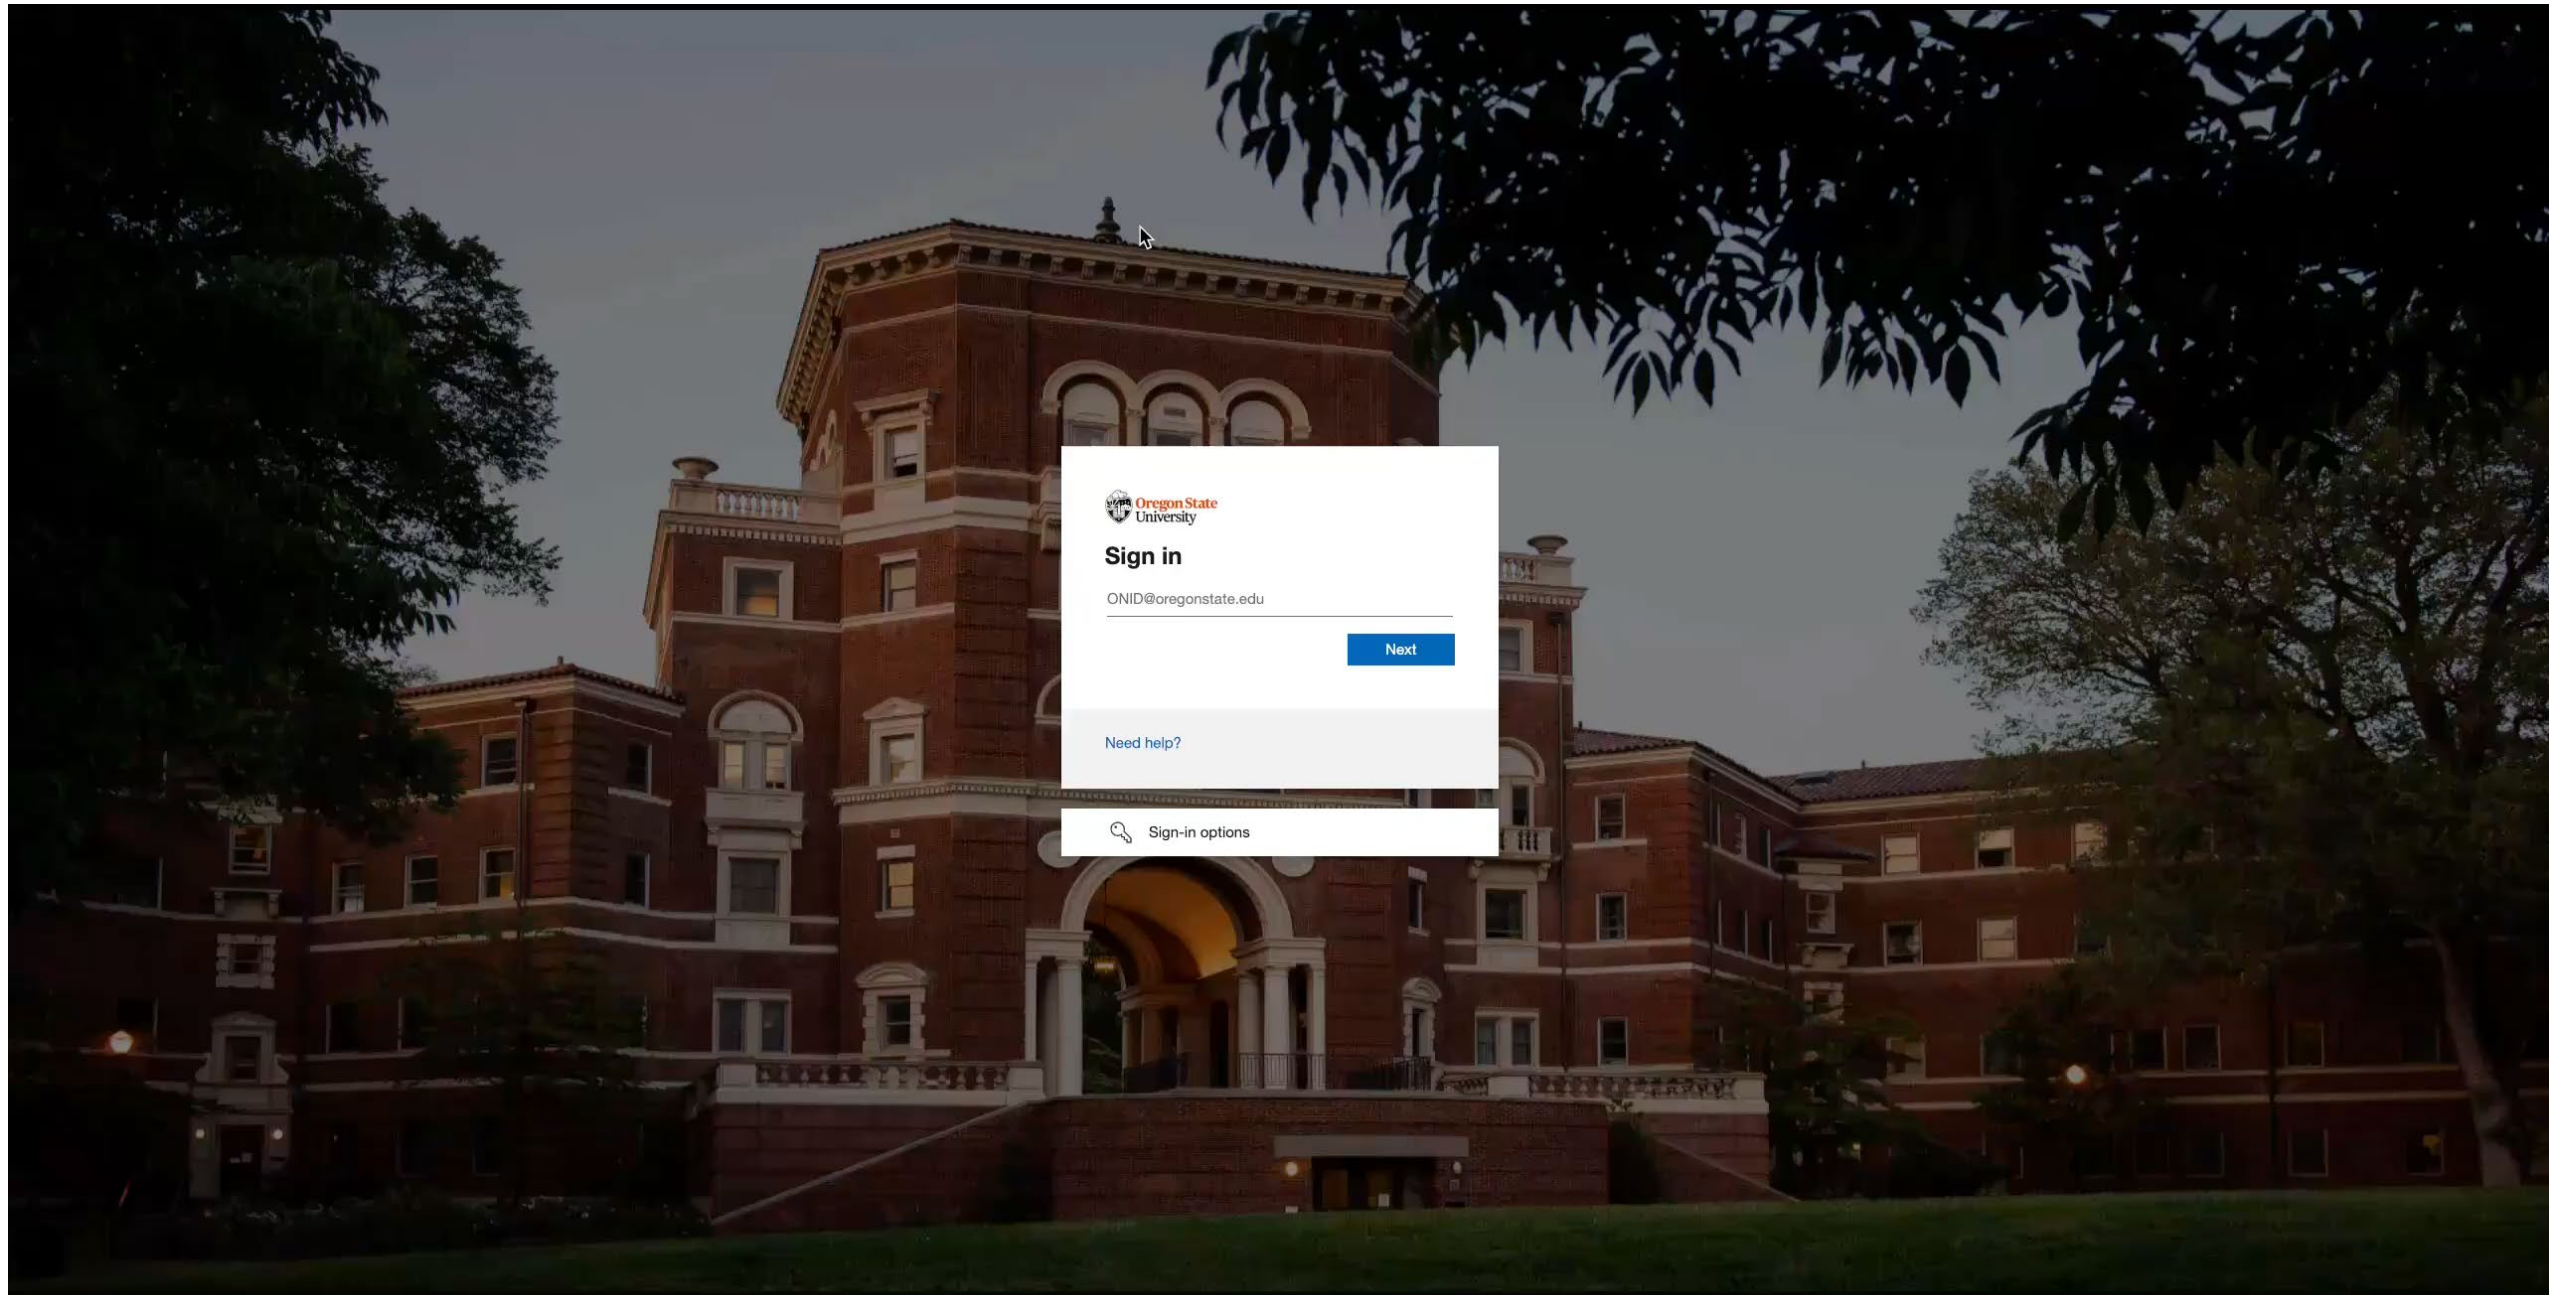 Oregon State
University
Sign in
ONID@oregonstate.edu
Next
Need help?
Sign-in options